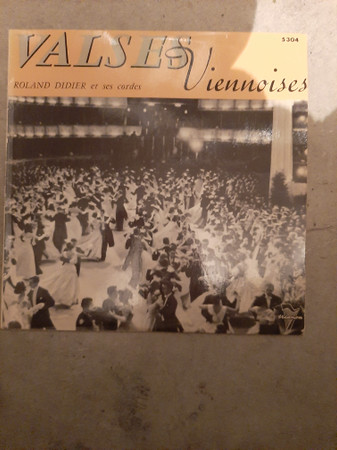 S 304
VALSES
Viennoises
ROLAND DIDIER et ses cordes